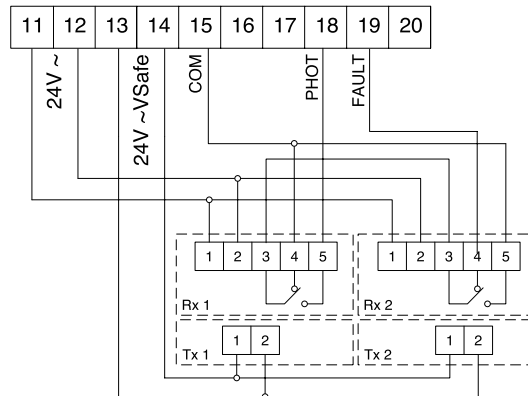 11 12 13 14 15 16 17 18 19 20
24V ~
24V ~VSafe
COM
PHOT
FAULT
1 2 3 4 5
Rx 1
1 2 3 4 5
Rx 2
1 2
Tx 1
1 2
Tx 2